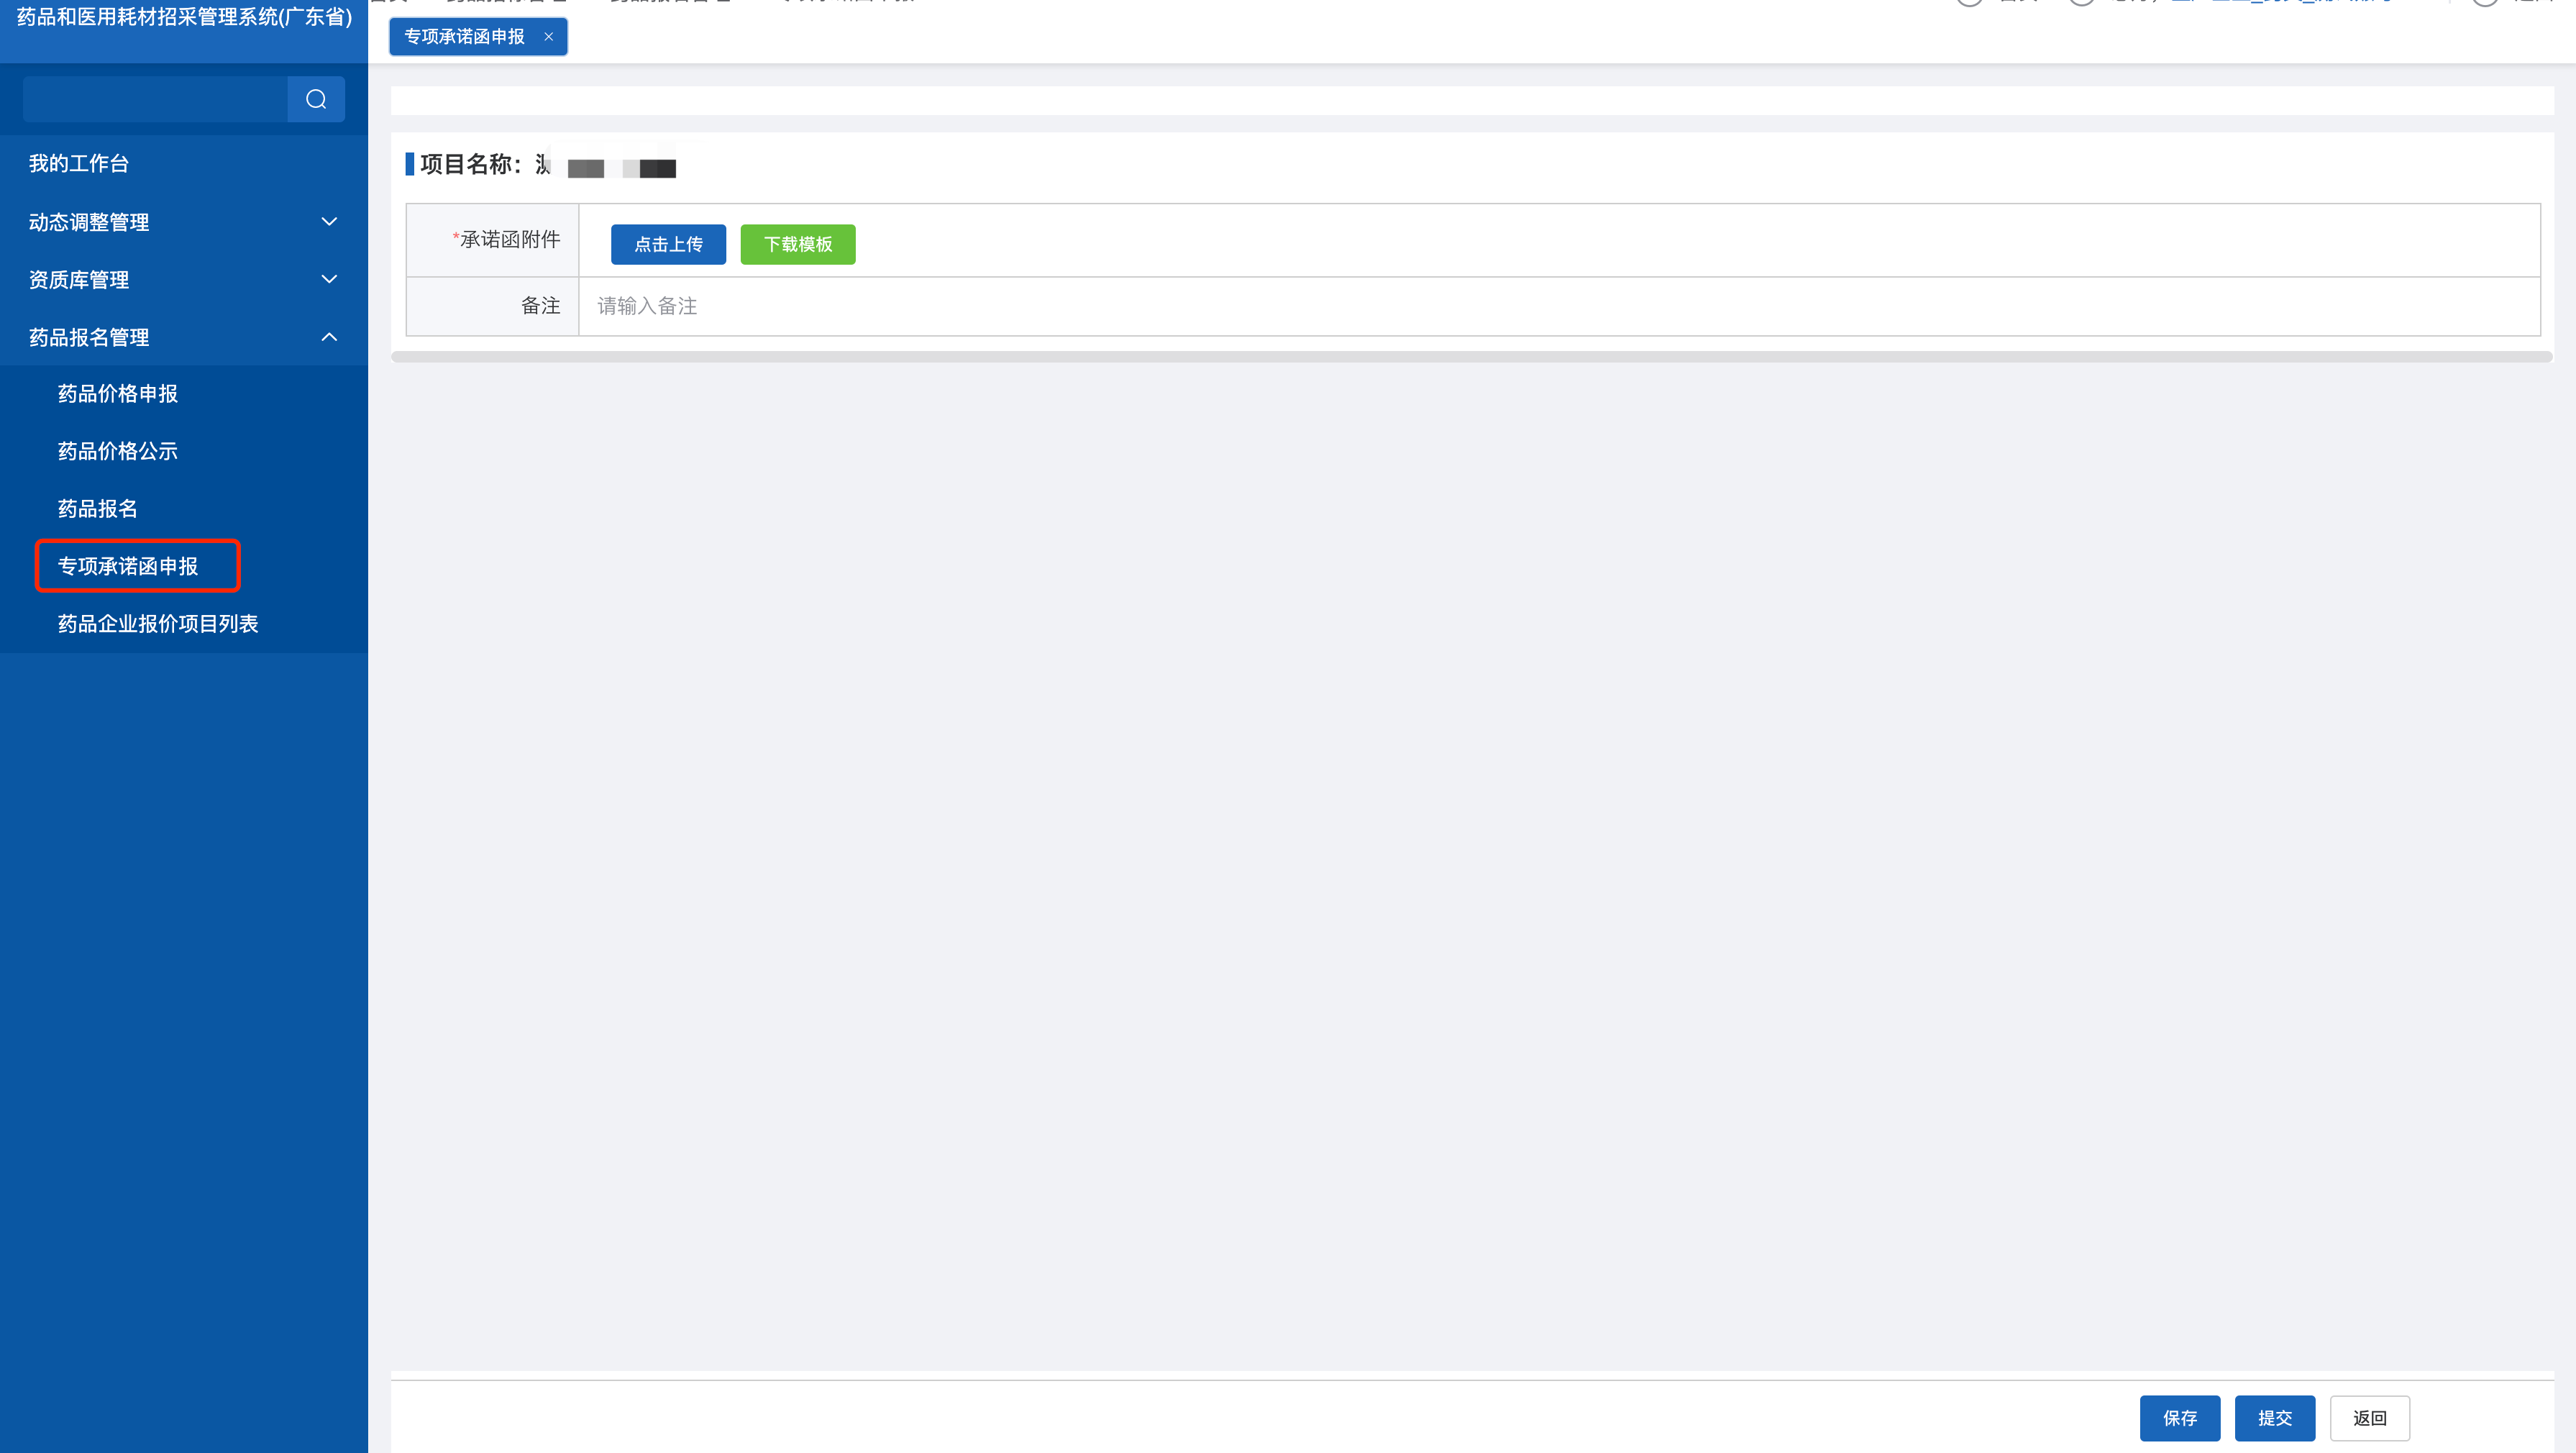 药品和医用耗材招采管理系统(广东省)
专项承诺函申报 ×
我的工作台
动态调整管理
资质库管理
药品报名管理
药品价格申报
药品价格公示
药品报名
专项承诺函申报
药品企业报价项目列表
项目名称：
*承诺函附件 点击上传 下载模板
备注 请输入备注
保存 提交 返回